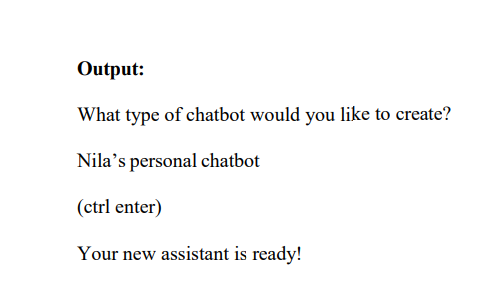 Output:
What type of chatbot would you like to create?
Nila’s personal chatbot
(ctrl enter)
Your new assistant is ready!